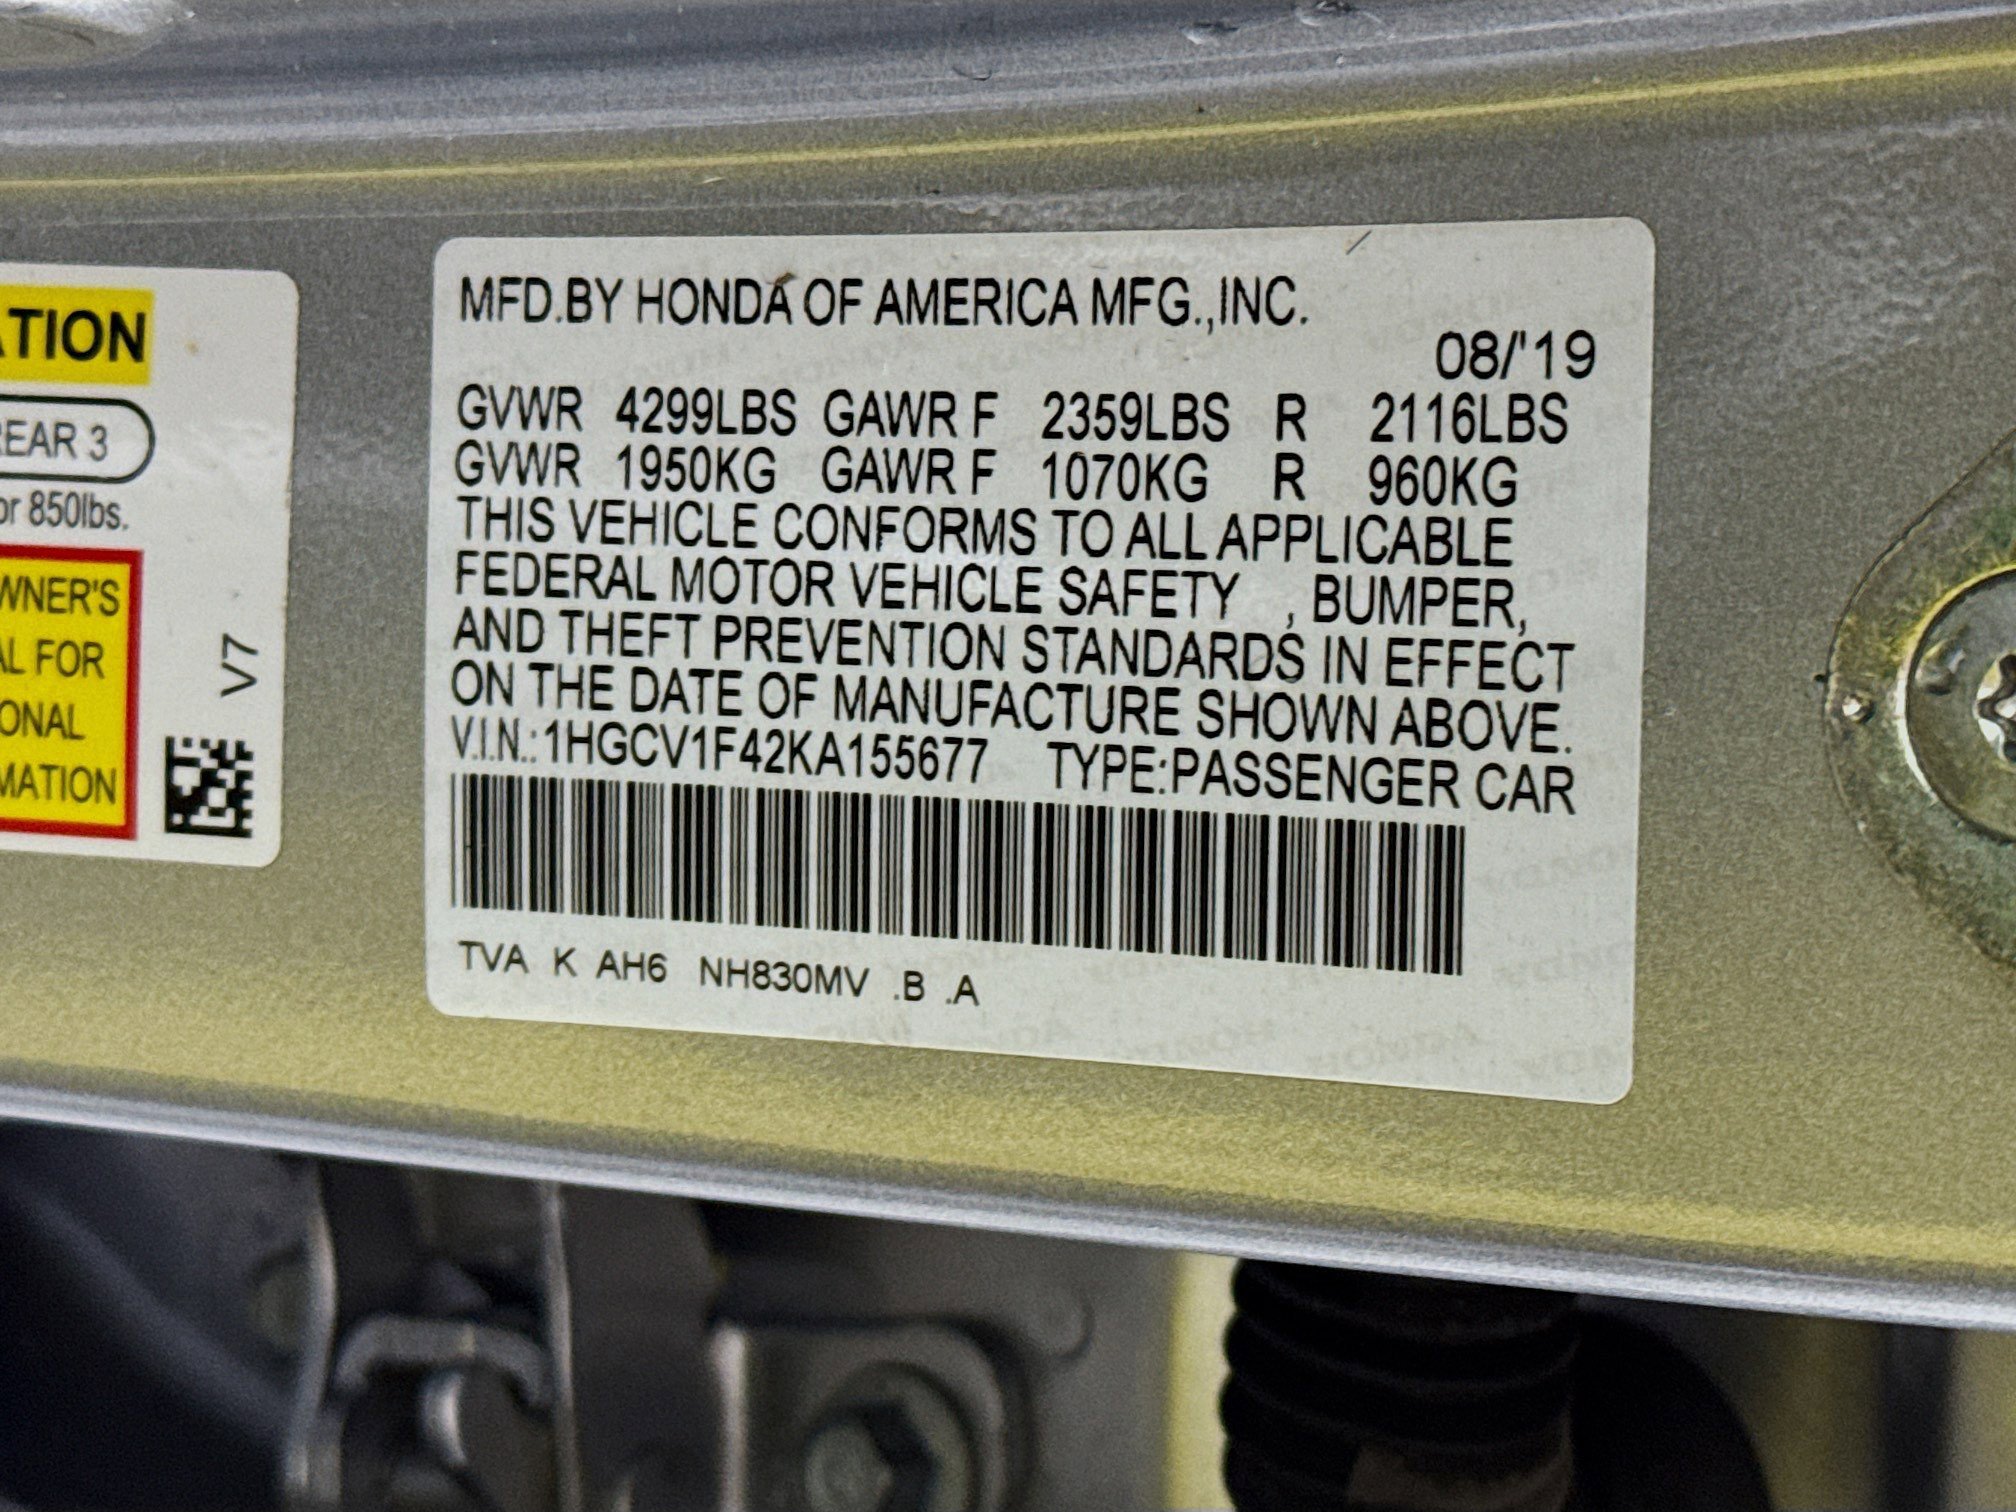 ATION
REAR 3
or 850lbs.
WNER'S
AL FOR
ONAL
MATION
V7
MFD.BY HONDA OF AMERICA MFG.,INC.
08/'19
GVWR 4299LBS GAWR F 2359LBS R 2116LBS
GVWR 1950KG GAWR F 1070KG R 960KG
THIS VEHICLE CONFORMS TO ALL APPLICABLE
FEDERAL MOTOR VEHICLE SAFETY , BUMPER,
AND THEFT PREVENTION STANDARDS IN EFFECT
ON THE DATE OF MANUFACTURE SHOWN ABOVE.
V.I.N.:1HGCV1F42KA155677 TYPE:PASSENGER CAR
TVA K AH6 NH830MV .B .A